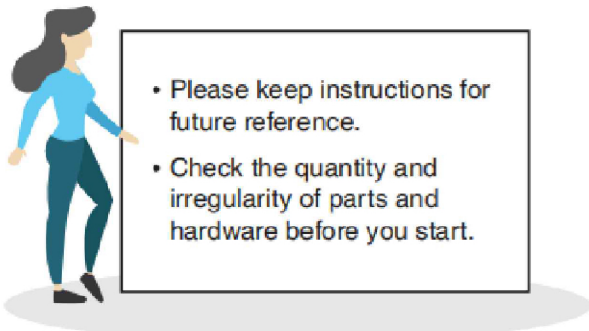 • Please keep instructions for
future reference.
• Check the quantity and
irregularity of parts and
hardware before you start.